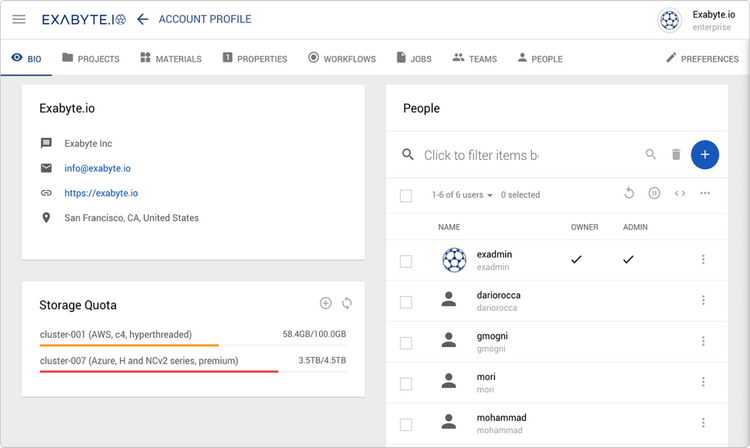 EXABYTE.IO ACCOUNT PROFILE
Exabyte.io
enterprise
BIO PROJECTS MATERIALS PROPERTIES WORKFLOWS JOBS TEAMS PEOPLE PREFERENCES
Exabyte.io
Exabyte Inc
info@exabyte.io
https://exabyte.io
San Francisco, CA, United States
Storage Quota
cluster-001 (AWS, c4, hyperthreaded) 58.4GB/100.0GB
cluster-007 (Azure, H and NCv2 series, premium) 3.5TB/4.5TB
People
Click to filter items b
1-6 of 6 users 0 selected
NAME OWNER ADMIN
exadmin
exadmin
dariorocca
dariorocca
gmogni
gmogni
mori
mori
mohammad
mohammad